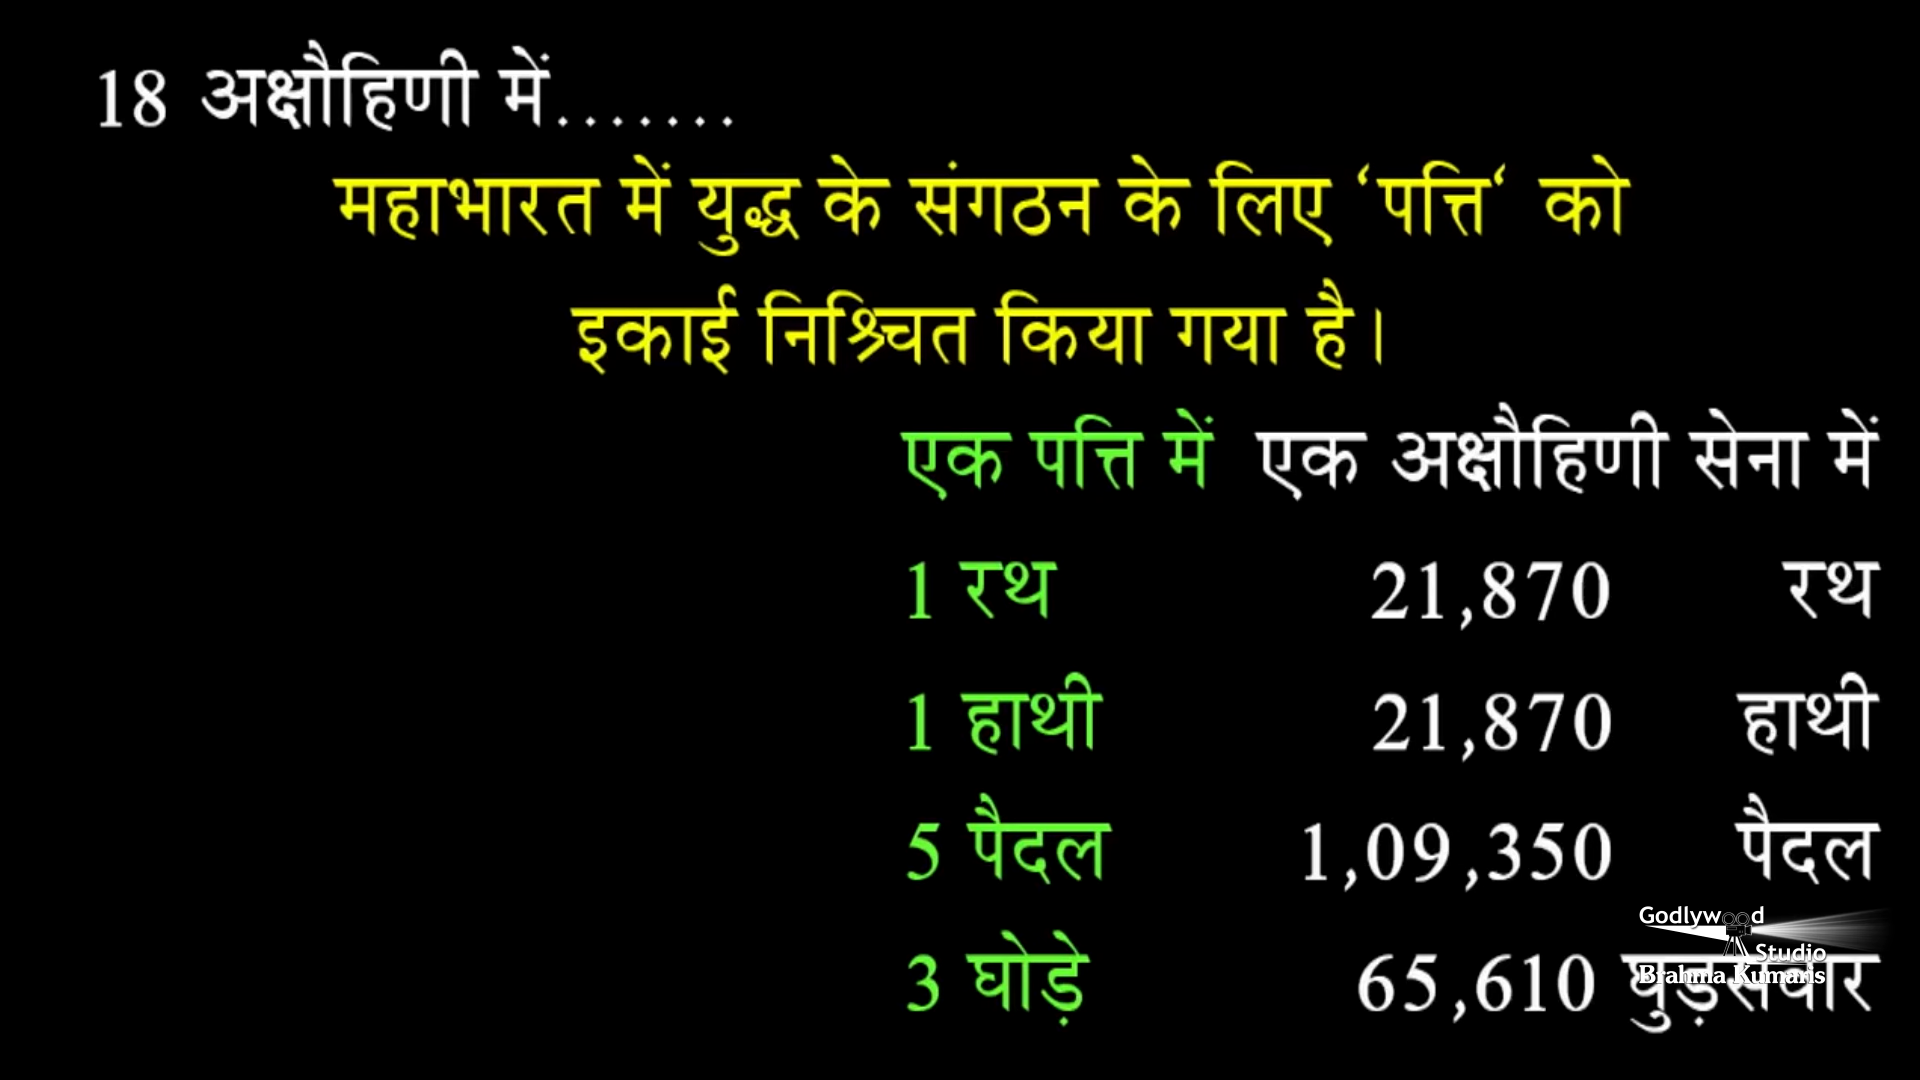 18 अक्षौहिणी में.......
महाभारत में युद्ध के संगठन के लिए ‘पत्ति‘ को
इकाई निश्चित किया गया है।
एक पत्ति में एक अक्षौहिणी सेना में
1 रथ 21,870 रथ
1 हाथी 21,870 हाथी
5 पैदल 1,09,350 पैदल
3 घोड़े 65,610 घुड़सवार
Godlywood
Studio
Brahma Kumaris